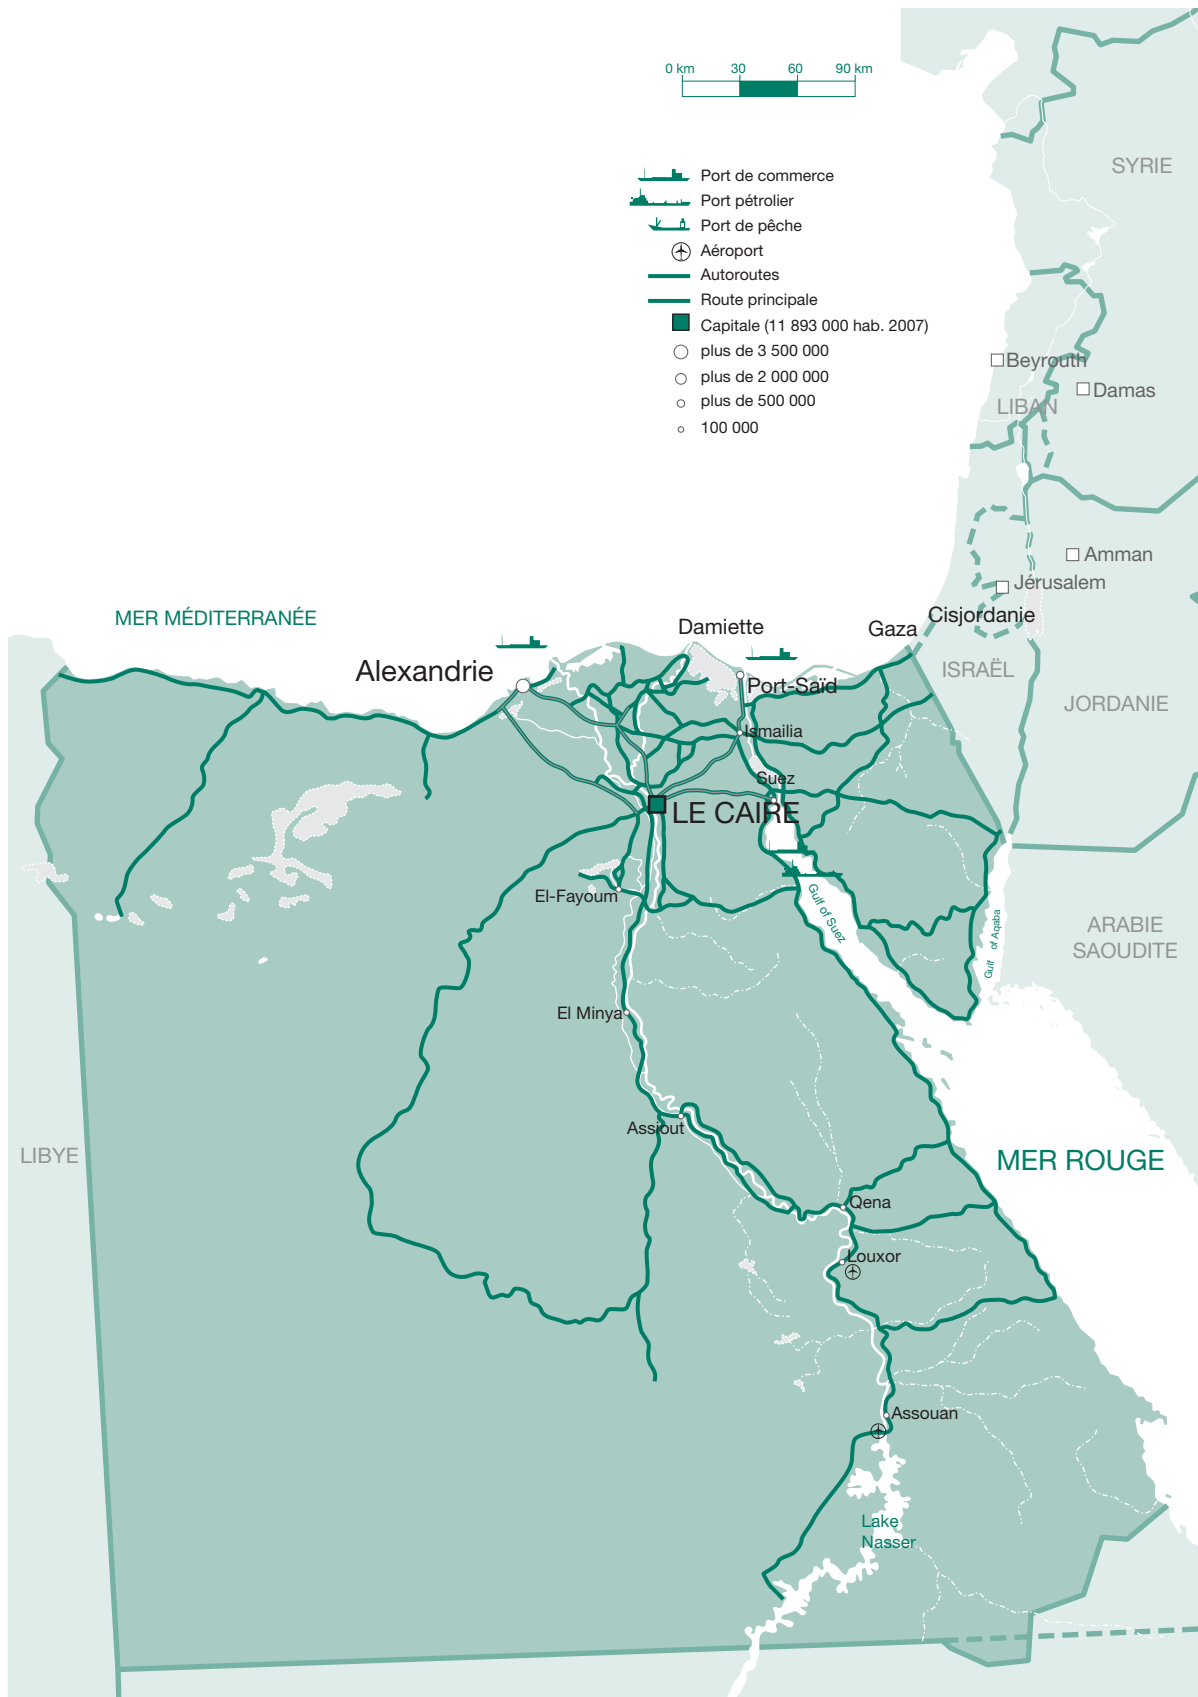 0 km 30 60 90 km
Port de commerce
Port pétrolier
Port de pêche
Aéroport
Autoroutes
Route principale
Capitale (11 893 000 hab. 2007)
plus de 3 500 000
plus de 2 000 000
plus de 500 000
100 000
SYRIE
Beyrouth
Damas
LIBAN
Amman
Jérusalem
MER MÉDITERRANÉE
Damiette
Gaza
Cisjordanie
Alexandrie
ISRAËL
Port-Saïd
JORDANIE
Ismailia
Suez
LE CAIRE
El-Fayoum
Gulf of Suez
Gulf of Aqaba
ARABIE
SAOUDITE
El Minya
Assiout
LIBYE
MER ROUGE
Qena
Louxor
Assouan
Lake
Nasser